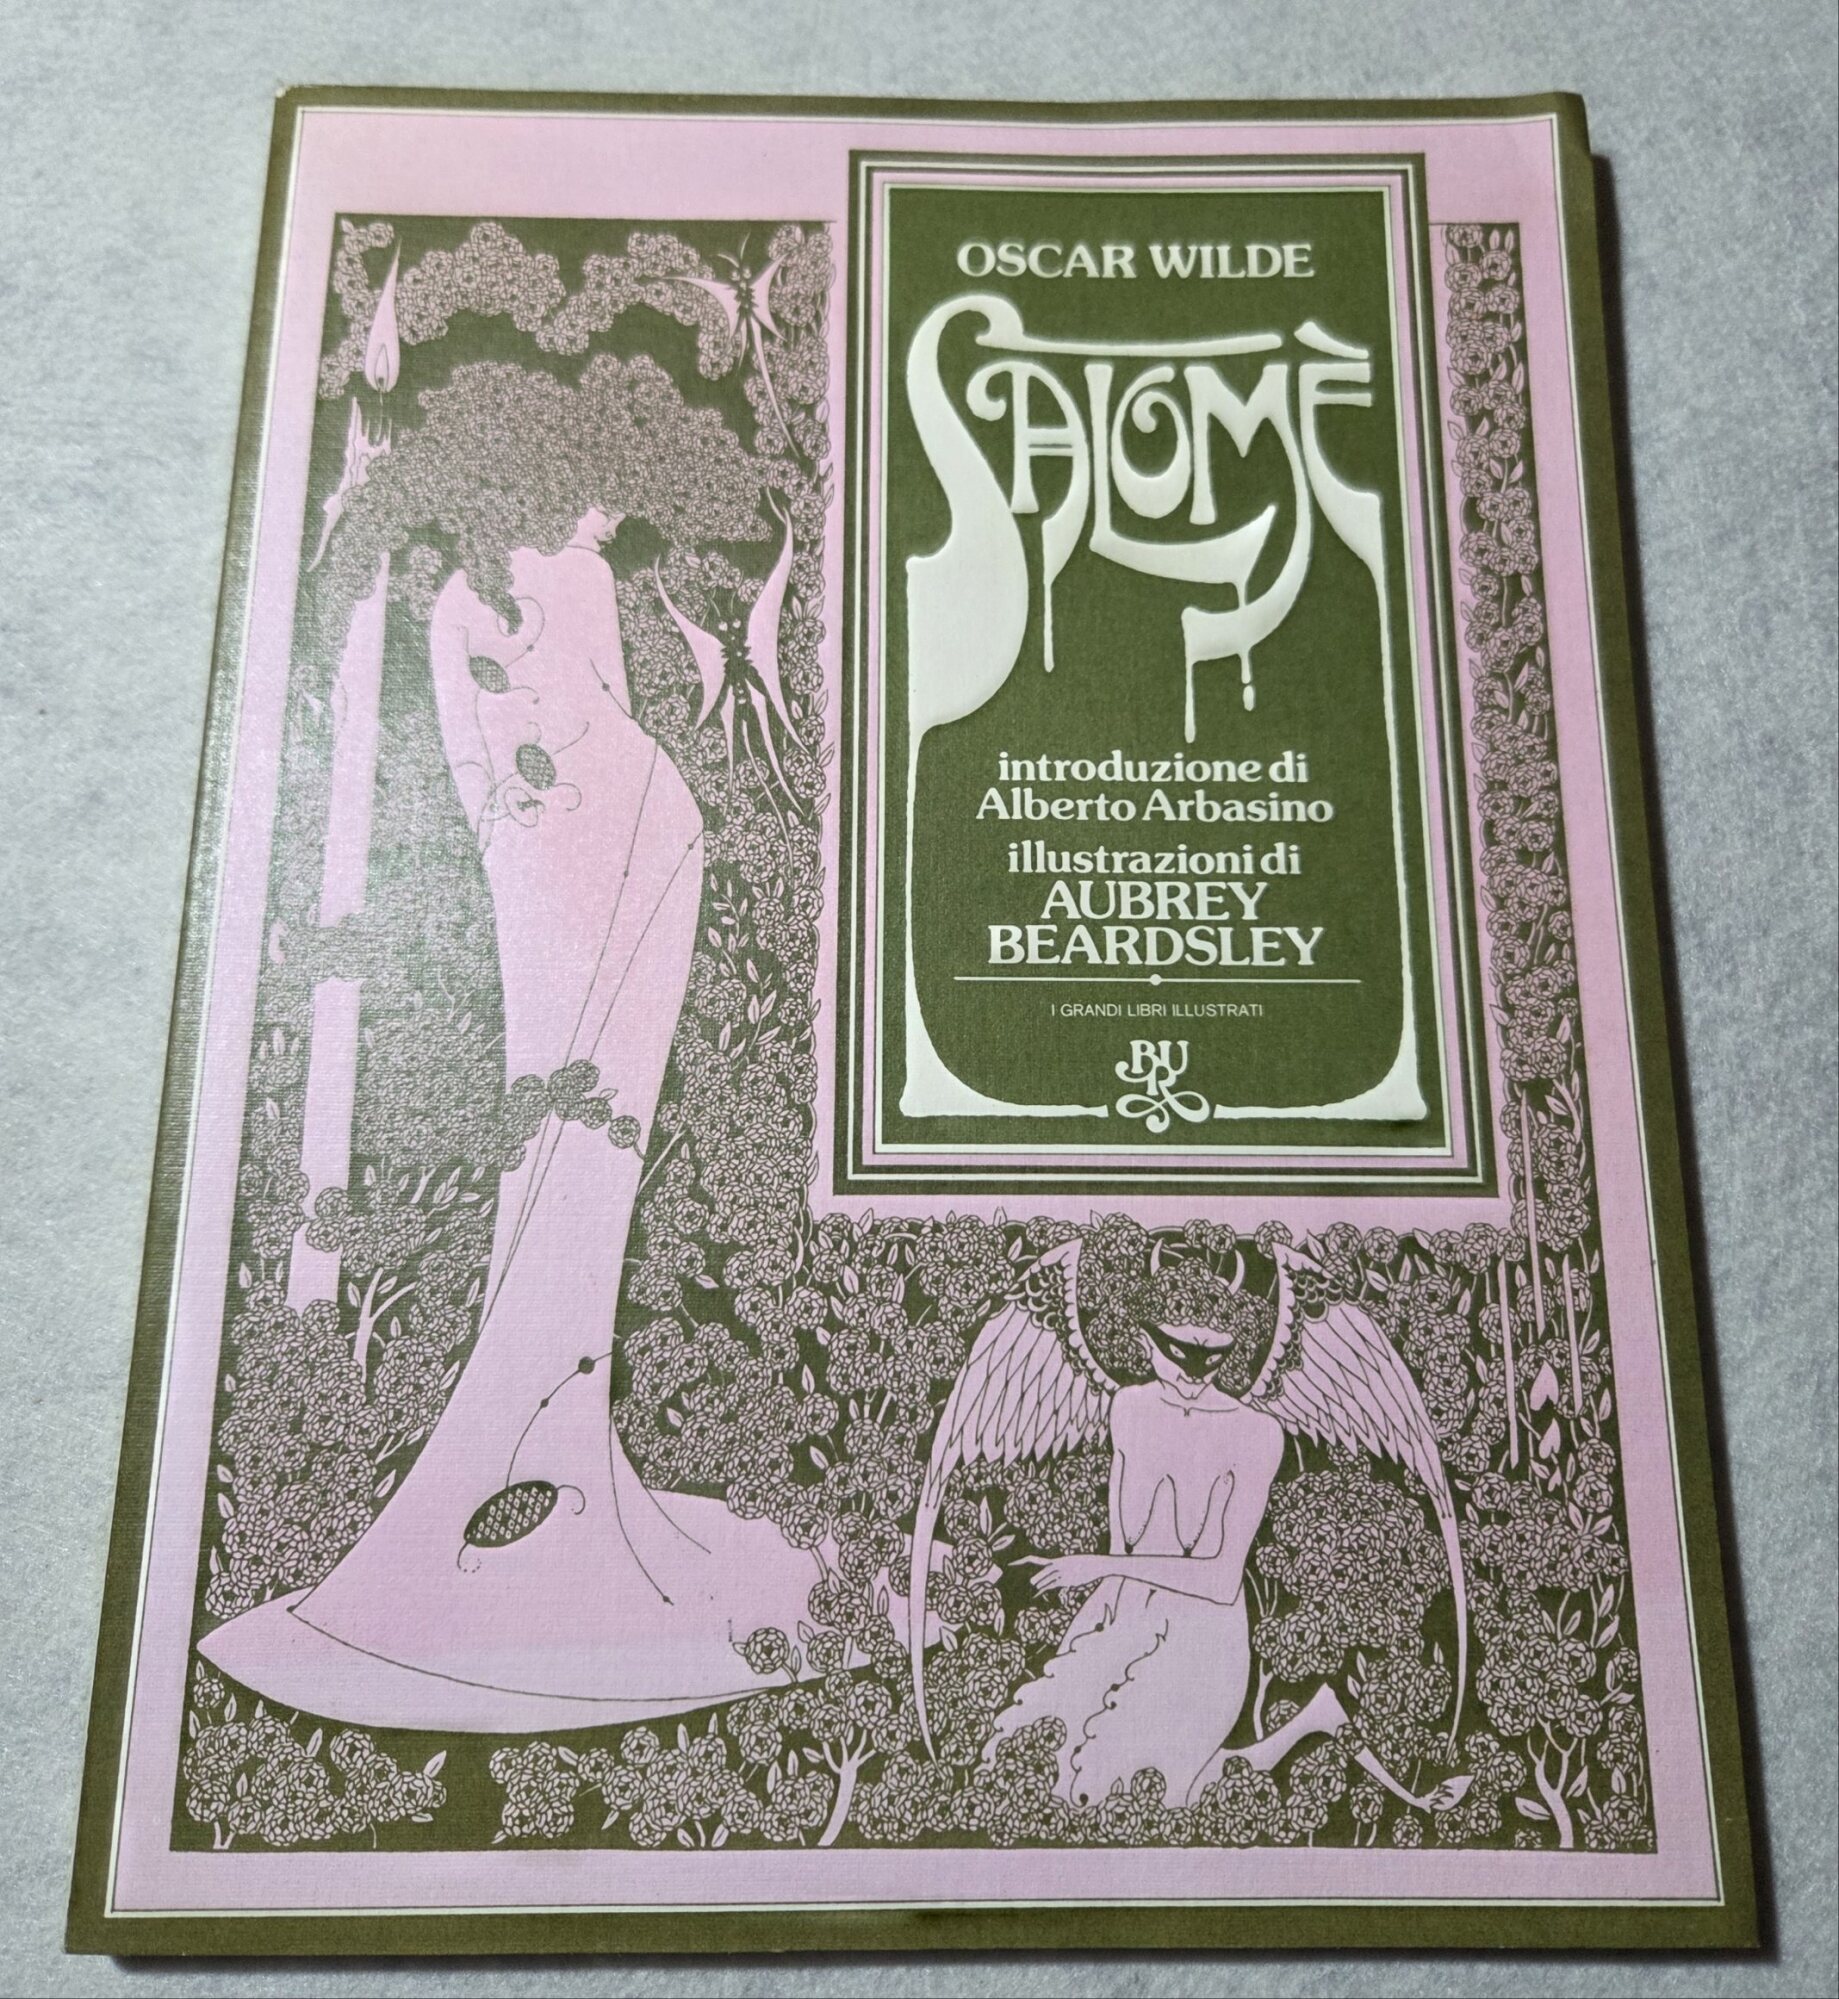 OSCAR WILDE
SALOMÈ
introduzione di
Alberto Arbasino
illustrazioni di
AUBREY
BEARDSLEY
I GRANDI LIBRI ILLUSTRATI
BUR